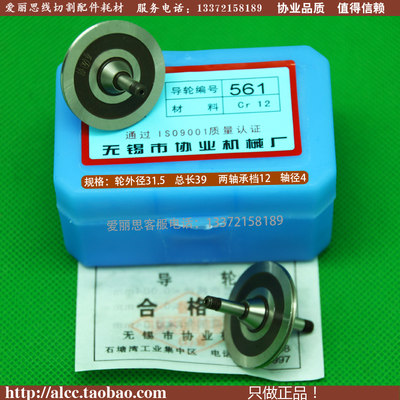 爱丽思线切割配件耗材 服务电话：13372158189 协业品质 值得信赖
导轮编号 561
材料 Cr12
通过ISO9001质量认证
无锡市协业机械厂
规格：轮外径31.5 总长39 两轴承档12 轴径4
爱丽思客服电话：13372158189
导轮
合格
无锡市协业
石塘湾工业集中区 电话
997
http://alcc.taobao.com/ 只做正品！